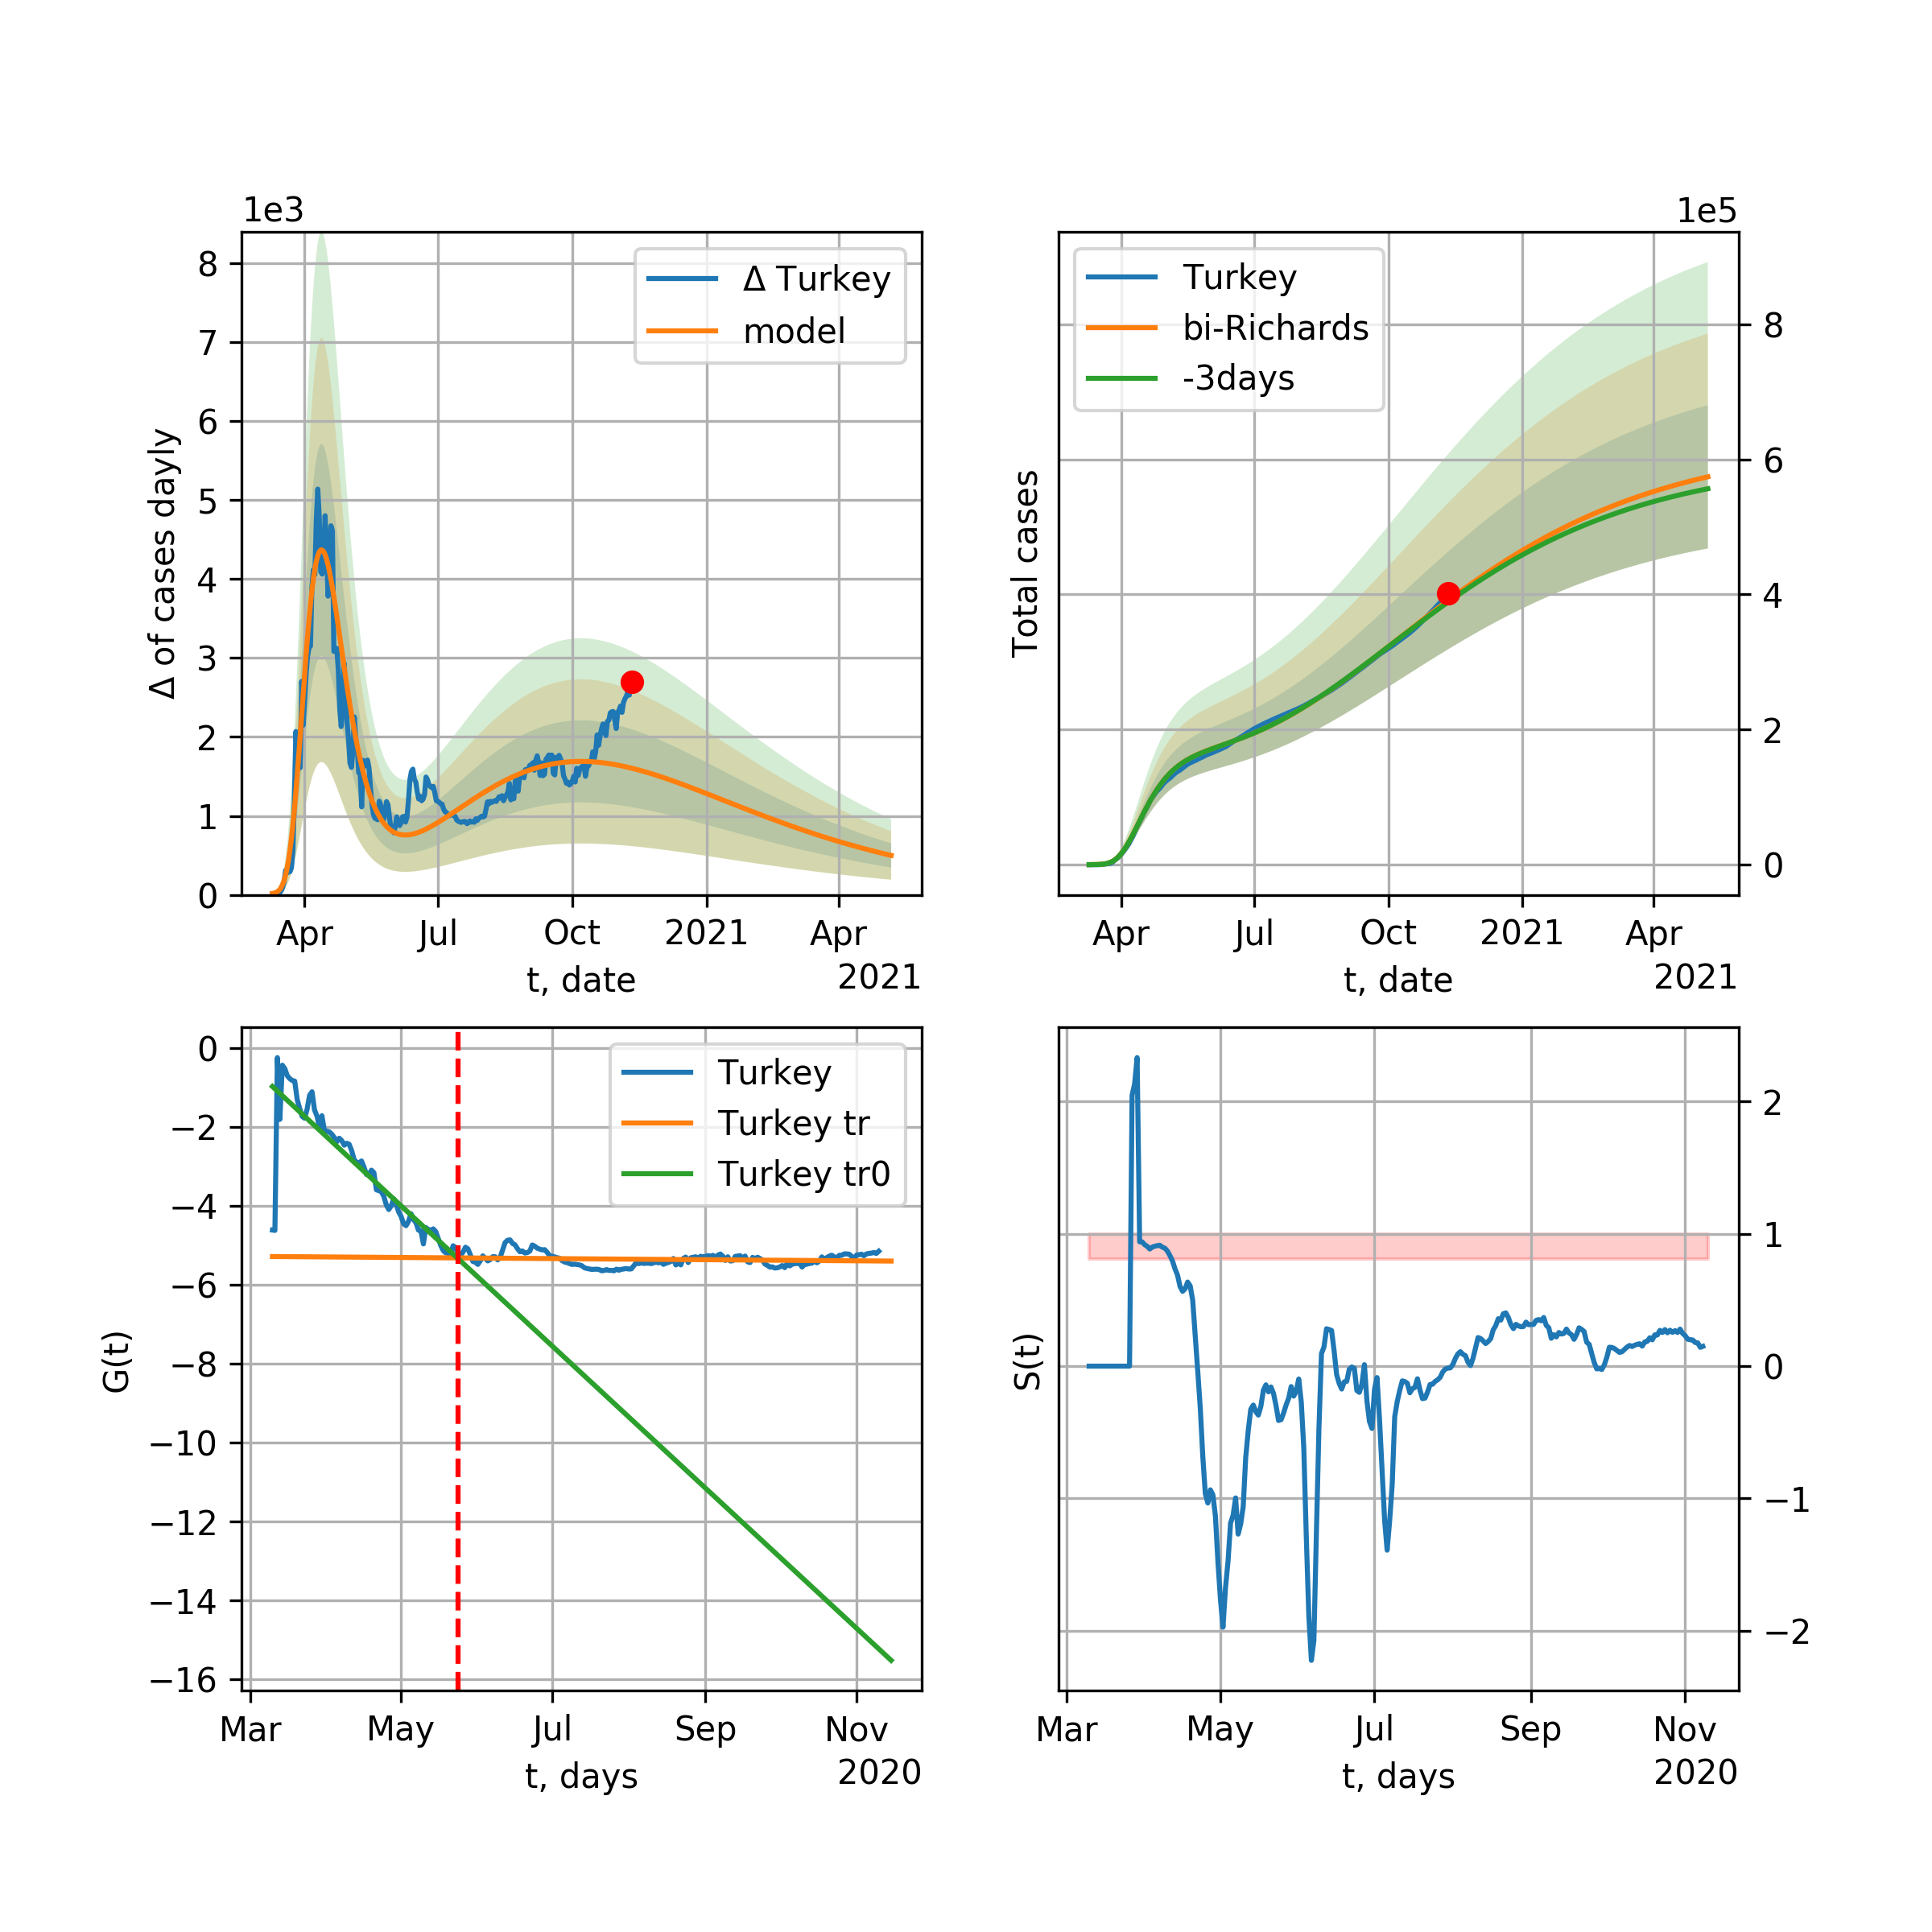 1e3
8
7
6
5
4
3
2
1
0
Δ of cases dayly
Δ Turkey
model
Apr Jul Oct 2021 Apr
t, date
2021
1e5
Turkey
bi-Richards
-3days
Total cases
8
6
4
2
0
Apr Jul Oct 2021 Apr
t, date
2021
0
−2
−4
−6
−8
−10
−12
−14
−16
G(t)
Turkey
Turkey tr
Turkey tr0
Mar May Jul Sep Nov
t, days
2020
S(t)
2
1
0
−1
−2
Mar May Jul Sep Nov
t, days
2020